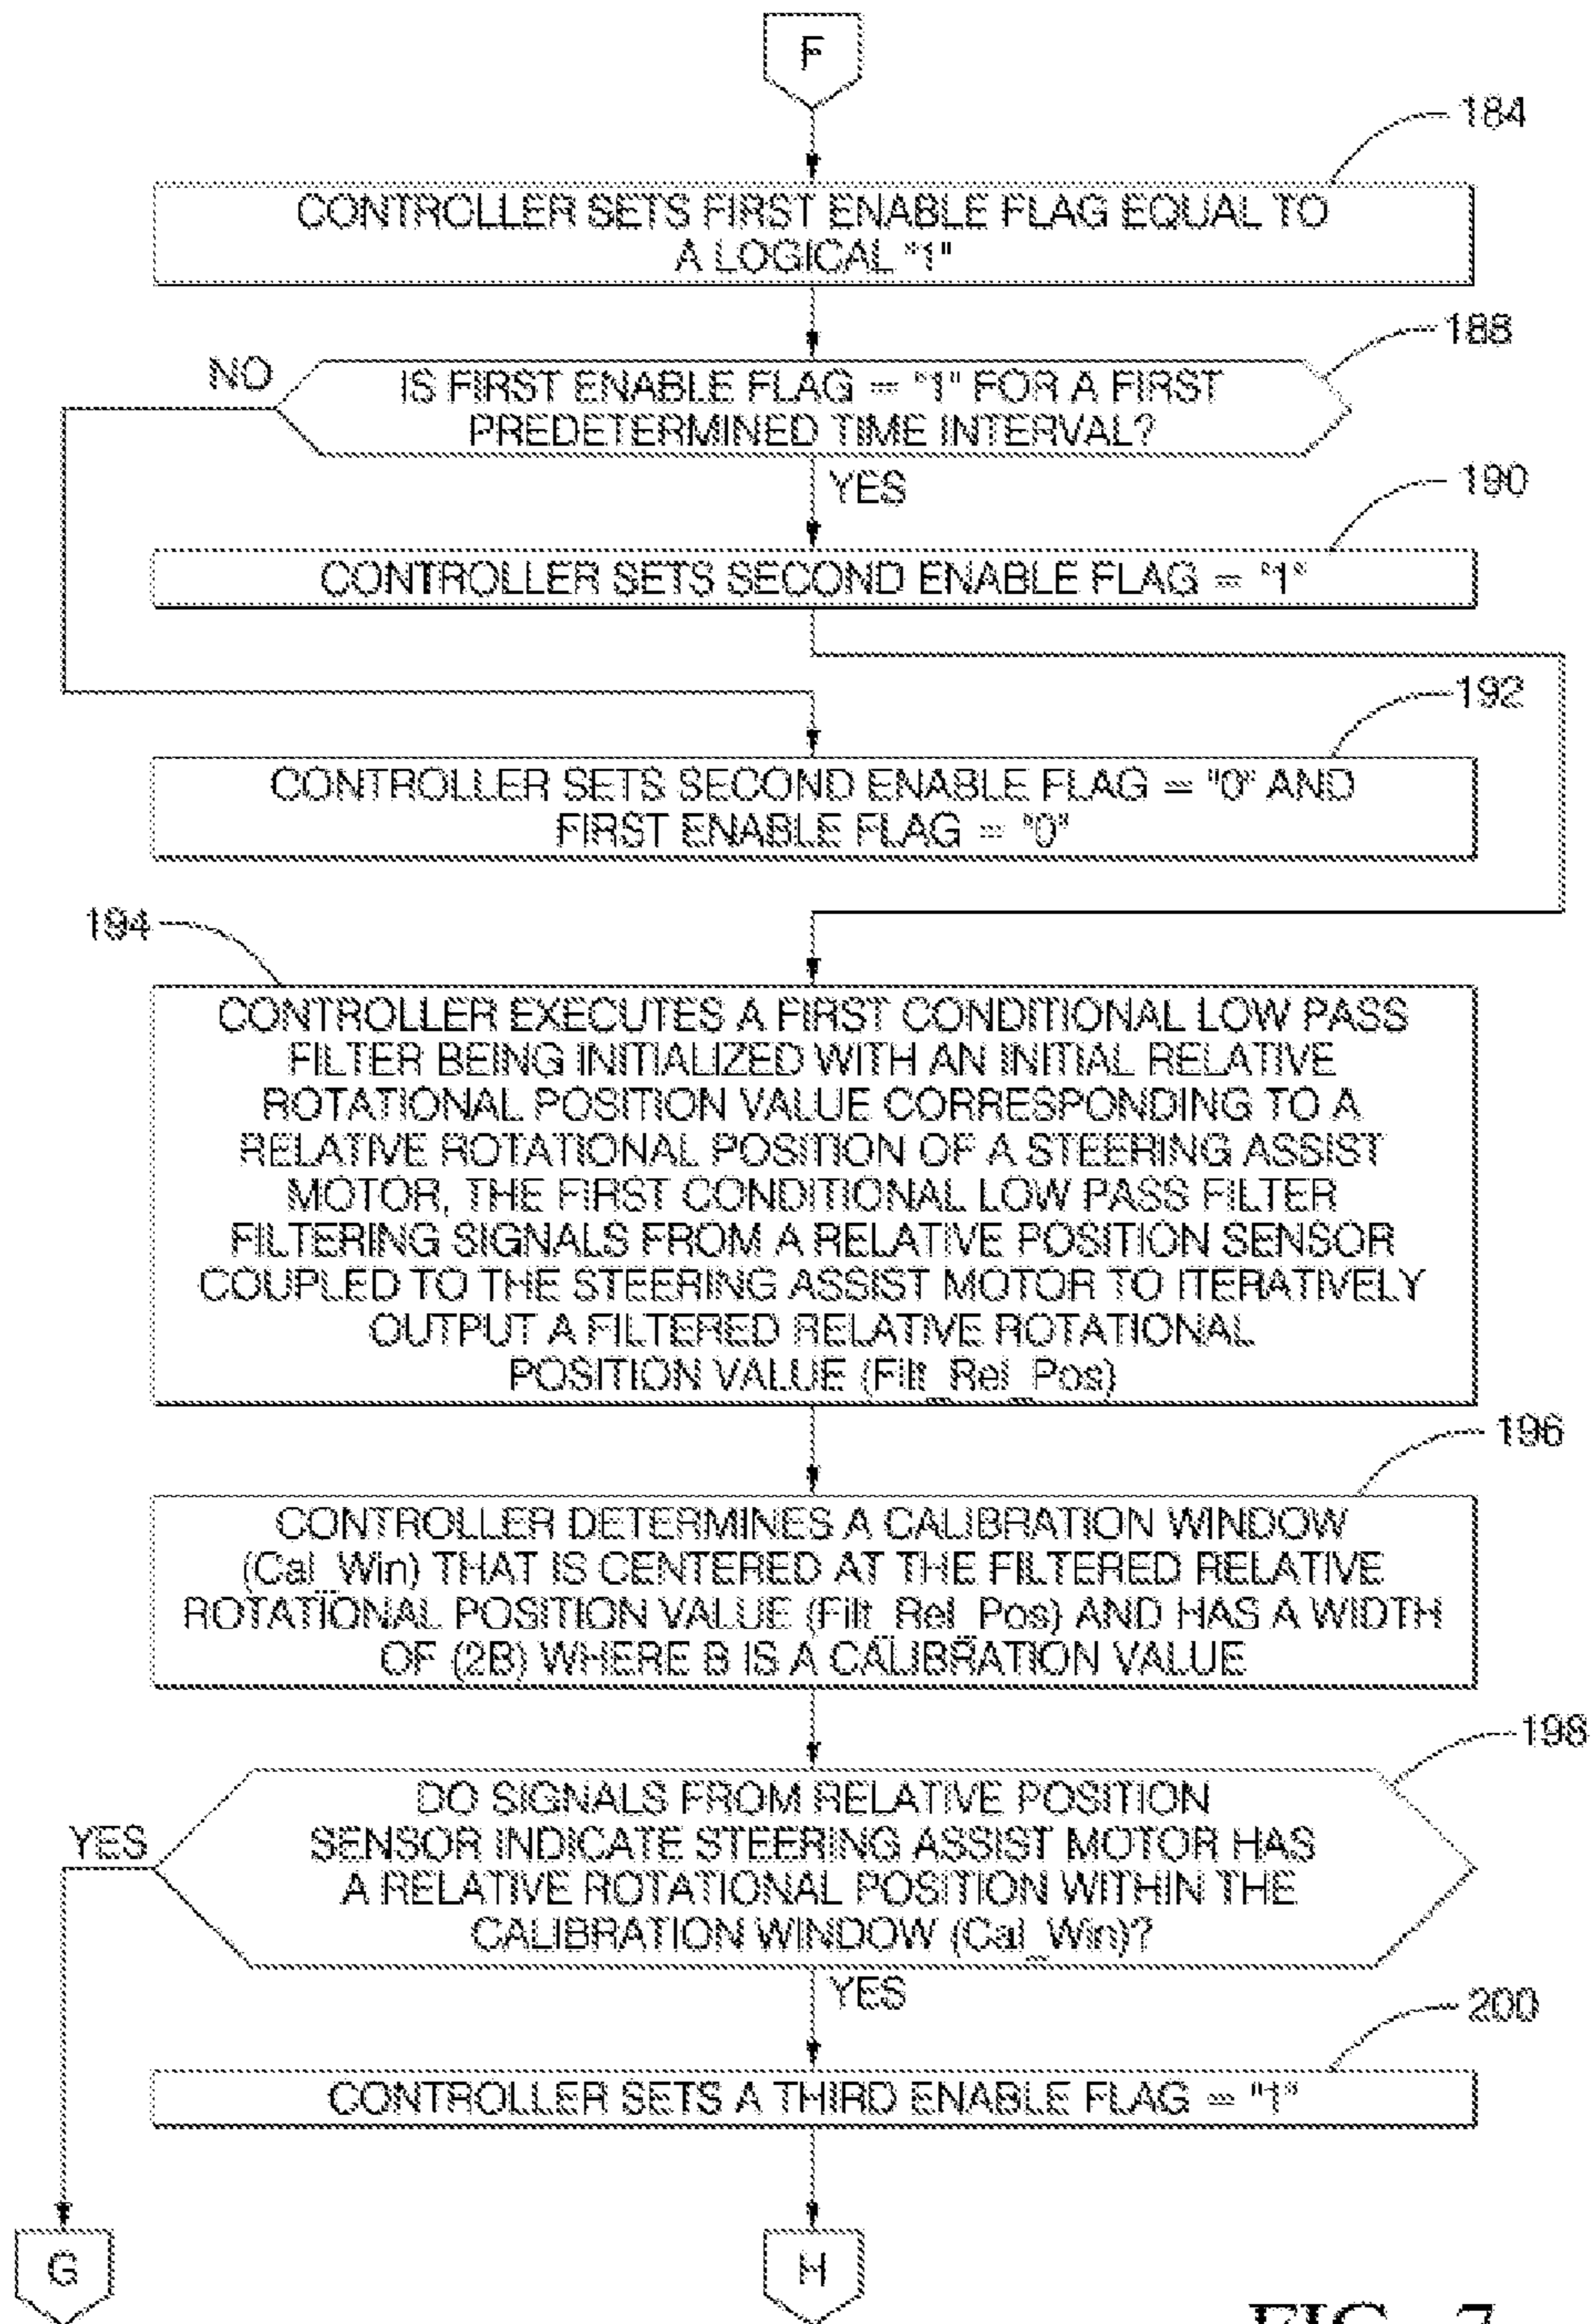 F
184
CONTROLLER SETS FIRST ENABLE FLAG EQUAL TO
A LOGICAL "1"
188
NO
IS FIRST ENABLE FLAG = "1" FOR A FIRST
PREDETERMINED TIME INTERVAL?
YES
190
CONTROLLER SETS SECOND ENABLE FLAG = "1"
192
CONTROLLER SETS SECOND ENABLE FLAG = "0" AND
FIRST ENABLE FLAG = "0"
194
CONTROLLER EXECUTES A FIRST CONDITIONAL LOW PASS
FILTER BEING INITIALIZED WITH AN INITIAL RELATIVE
ROTATIONAL POSITION VALUE CORRESPONDING TO A
RELATIVE ROTATIONAL POSITION OF A STEERING ASSIST
MOTOR, THE FIRST CONDITIONAL LOW PASS FILTER
FILTERING SIGNALS FROM A RELATIVE POSITION SENSOR
COUPLED TO THE STEERING ASSIST MOTOR TO ITERATIVELY
OUTPUT A FILTERED RELATIVE ROTATIONAL
POSITION VALUE (Filt_Rel_Pos)
196
CONTROLLER DETERMINES A CALIBRATION WINDOW
(Cal_Win) THAT IS CENTERED AT THE FILTERED RELATIVE
ROTATIONAL POSITION VALUE (Filt_Rel_Pos) AND HAS A WIDTH
OF (2B) WHERE B IS A CALIBRATION VALUE
198
YES
DO SIGNALS FROM RELATIVE POSITION
SENSOR INDICATE STEERING ASSIST MOTOR HAS
A RELATIVE ROTATIONAL POSITION WITHIN THE
CALIBRATION WINDOW (Cal_Win)?
YES
200
CONTROLLER SETS A THIRD ENABLE FLAG = "1"
G
H
FIG. 7